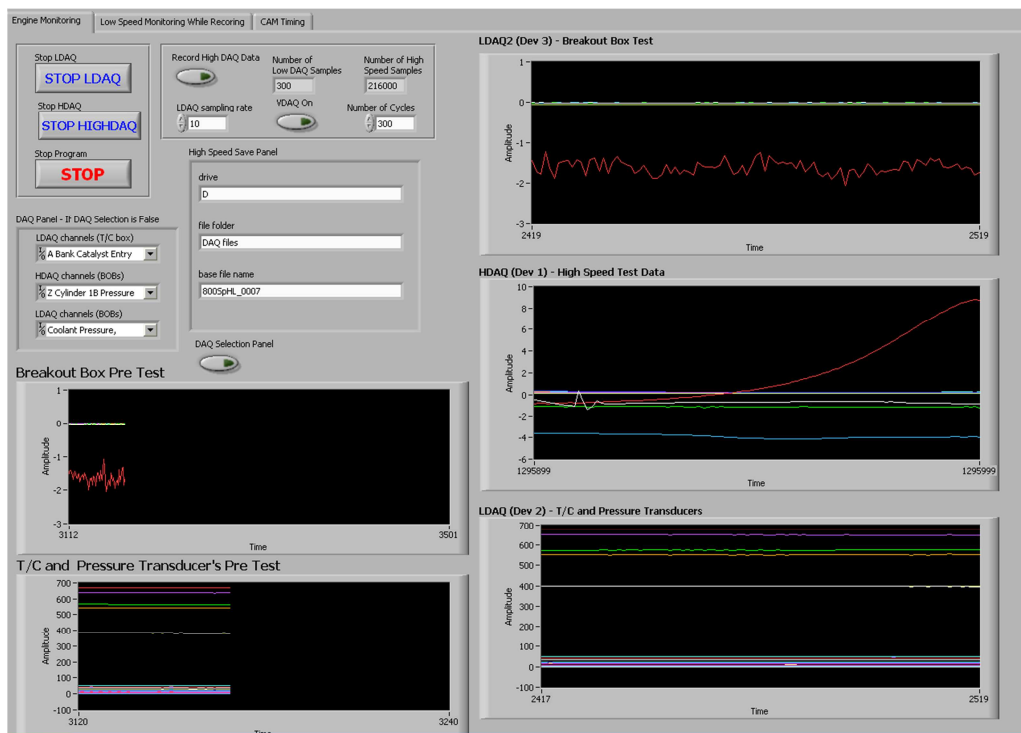 Engine Monitoring
Low Speed Monitoring While Recoring
CAM Timing
Stop LDAQ
STOP LDAQ
Stop HDAQ
STOP HIGHDAQ
Stop Program
STOP
Record High DAQ Data
Number of
Low DAQ Samples
300
Number of High
Speed Samples
216000
LDAQ sampling rate
10
VDAQ On
Number of Cycles
300
High Speed Save Panel
drive
D
file folder
DAQ files
base file name
800SpHL_0007
DAQ Panel - If DAQ Selection is False
LDAQ channels (T/C box)
A Bank Catalyst Entry
HDAQ channels (BOBs)
Z Cylinder 1B Pressure
LDAQ channels (BOBs)
Coolant Pressure,
DAQ Selection Panel
Breakout Box Pre Test
Amplitude
1
0
-1
-2
-3
3112
3501
Time
T/C and Pressure Transducer's Pre Test
Amplitude
700
600
500
400
300
200
100
0
-100
3120
3240
Time
LDAQ2 (Dev 3) - Breakout Box Test
Amplitude
1
0
-1
-2
-3
2419
2519
Time
HDAQ (Dev 1) - High Speed Test Data
Amplitude
10
8
6
4
2
0
-2
-4
-6
1295899
1295999
Time
LDAQ (Dev 2) - T/C and Pressure Transducers
Amplitude
700
600
500
400
300
200
100
0
-100
2417
2519
Time